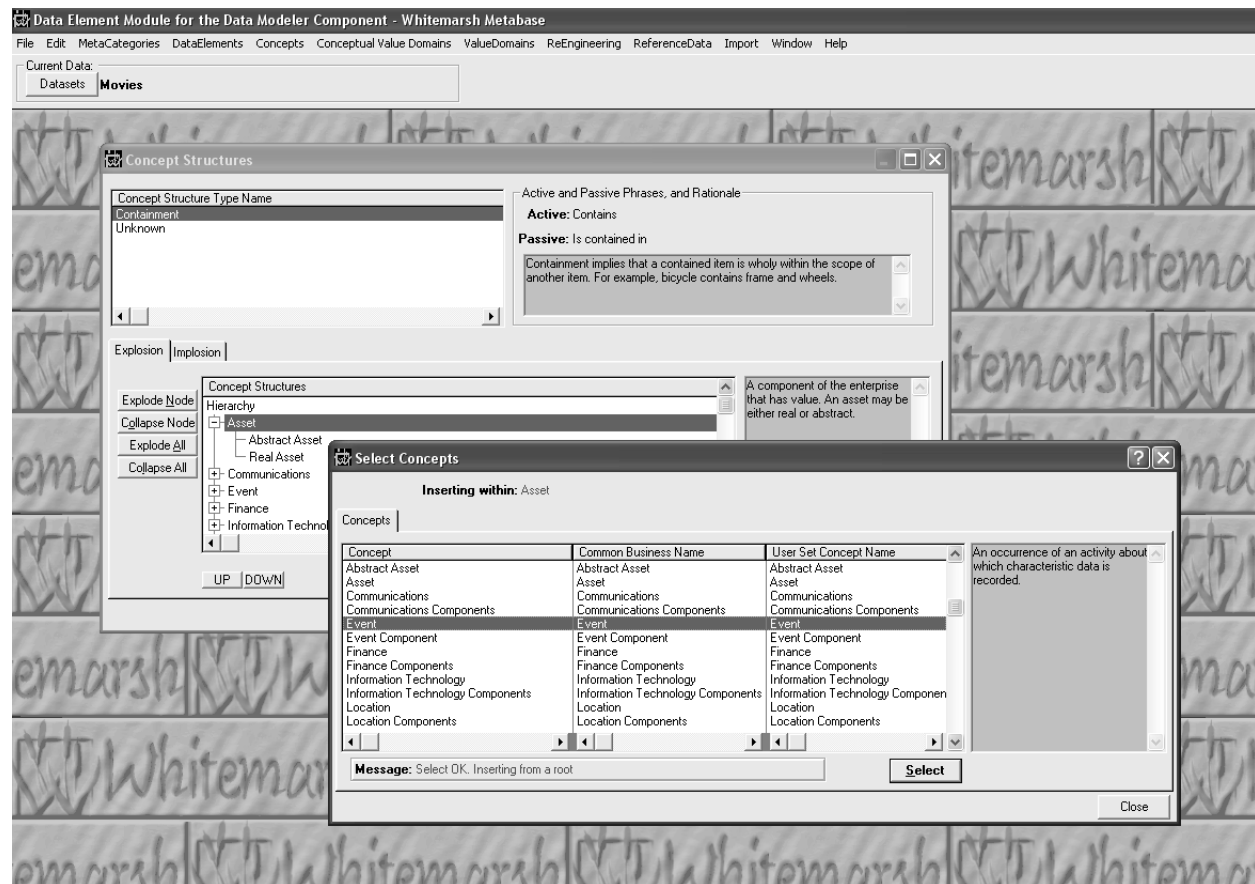 Data Element Module for the Data Modeler Component - Whitemarsh Metabase
File Edit MetaCategories DataElements Concepts Conceptual Value Domains ValueDomains ReEngineering ReferenceData Import Window Help
Current Data:
Datasets Movies
Concept Structures
Concept Structure Type Name
Containment
Unknown
Active and Passive Phrases, and Rationale
Active: Contains
Passive: Is contained in
Containment implies that a contained item is wholy within the scope of
another item. For example, bicycle contains frame and wheels.
Explosion Implosion
Explode Node
Collapse Node
Explode All
Collapse All
Concept Structures
Hierarchy
Asset
Abstract Asset
Real Asset
Communications
Event
Finance
Information Technol
A component of the enterprise
that has value. An asset may be
either real or abstract.
UP DOWN
Select Concepts
Inserting within: Asset
Concepts
Concept Common Business Name User Set Concept Name
Abstract Asset Abstract Asset Abstract Asset
Asset Asset Asset
Communications Communications Communications
Communications Components Communications Components Communications Components
Event Event Event
Event Component Event Component Event Component
Finance Finance Finance
Finance Components Finance Components Finance Components
Information Technology Information Technology Information Technology
Information Technology Components Information Technology Components Information Technology Componen
Location Location Location
Location Components Location Components Location Components
An occurrence of an activity about
which characteristic data is
recorded.
Message: Select OK. Inserting from a root
Select
Close
Whitemarsh